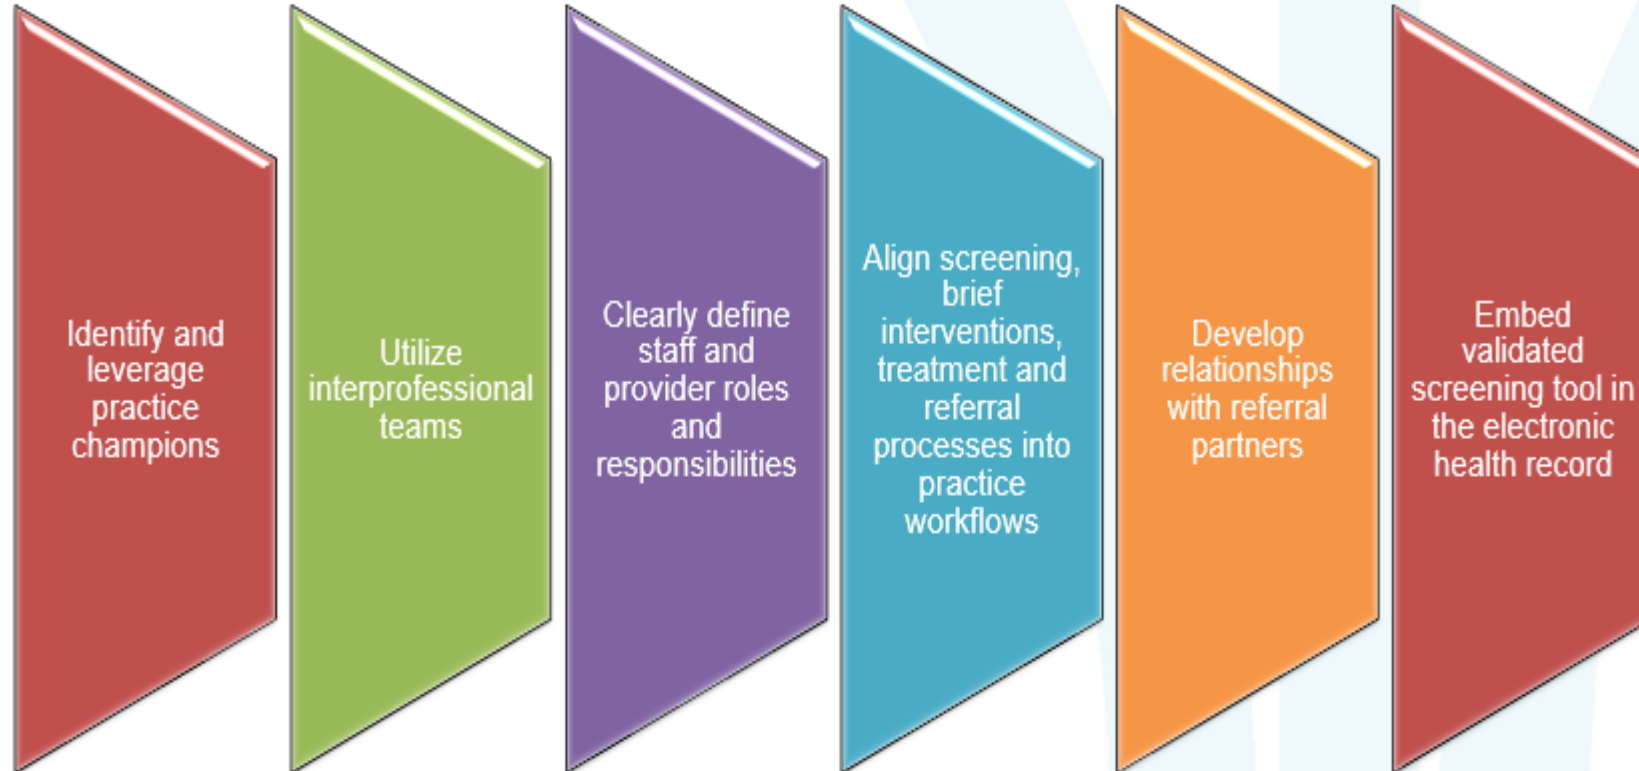 Identify and
leverage
practice
champions
Utilize
interprofessional
teams
Clearly define
staff and
provider roles
and
responsibilities
Align screening,
brief
interventions,
treatment and
referral
processes into
practice
workflows
Develop
relationships
with referral
partners
Embed
validated
screening tool in
the electronic
health record